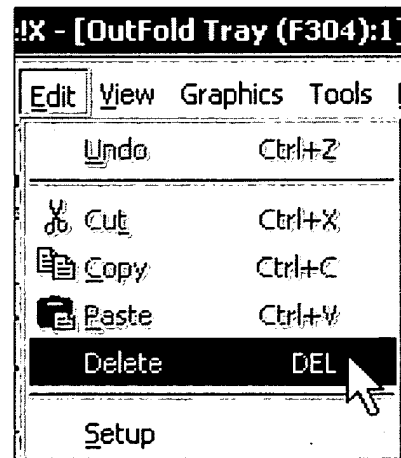 :!X - [OutFold Tray (F304):1]
Edit View Graphics Tools
Undo Ctrl+Z
Cut Ctrl+X
Copy Ctrl+C
Paste Ctrl+V
Delete DEL
Setup